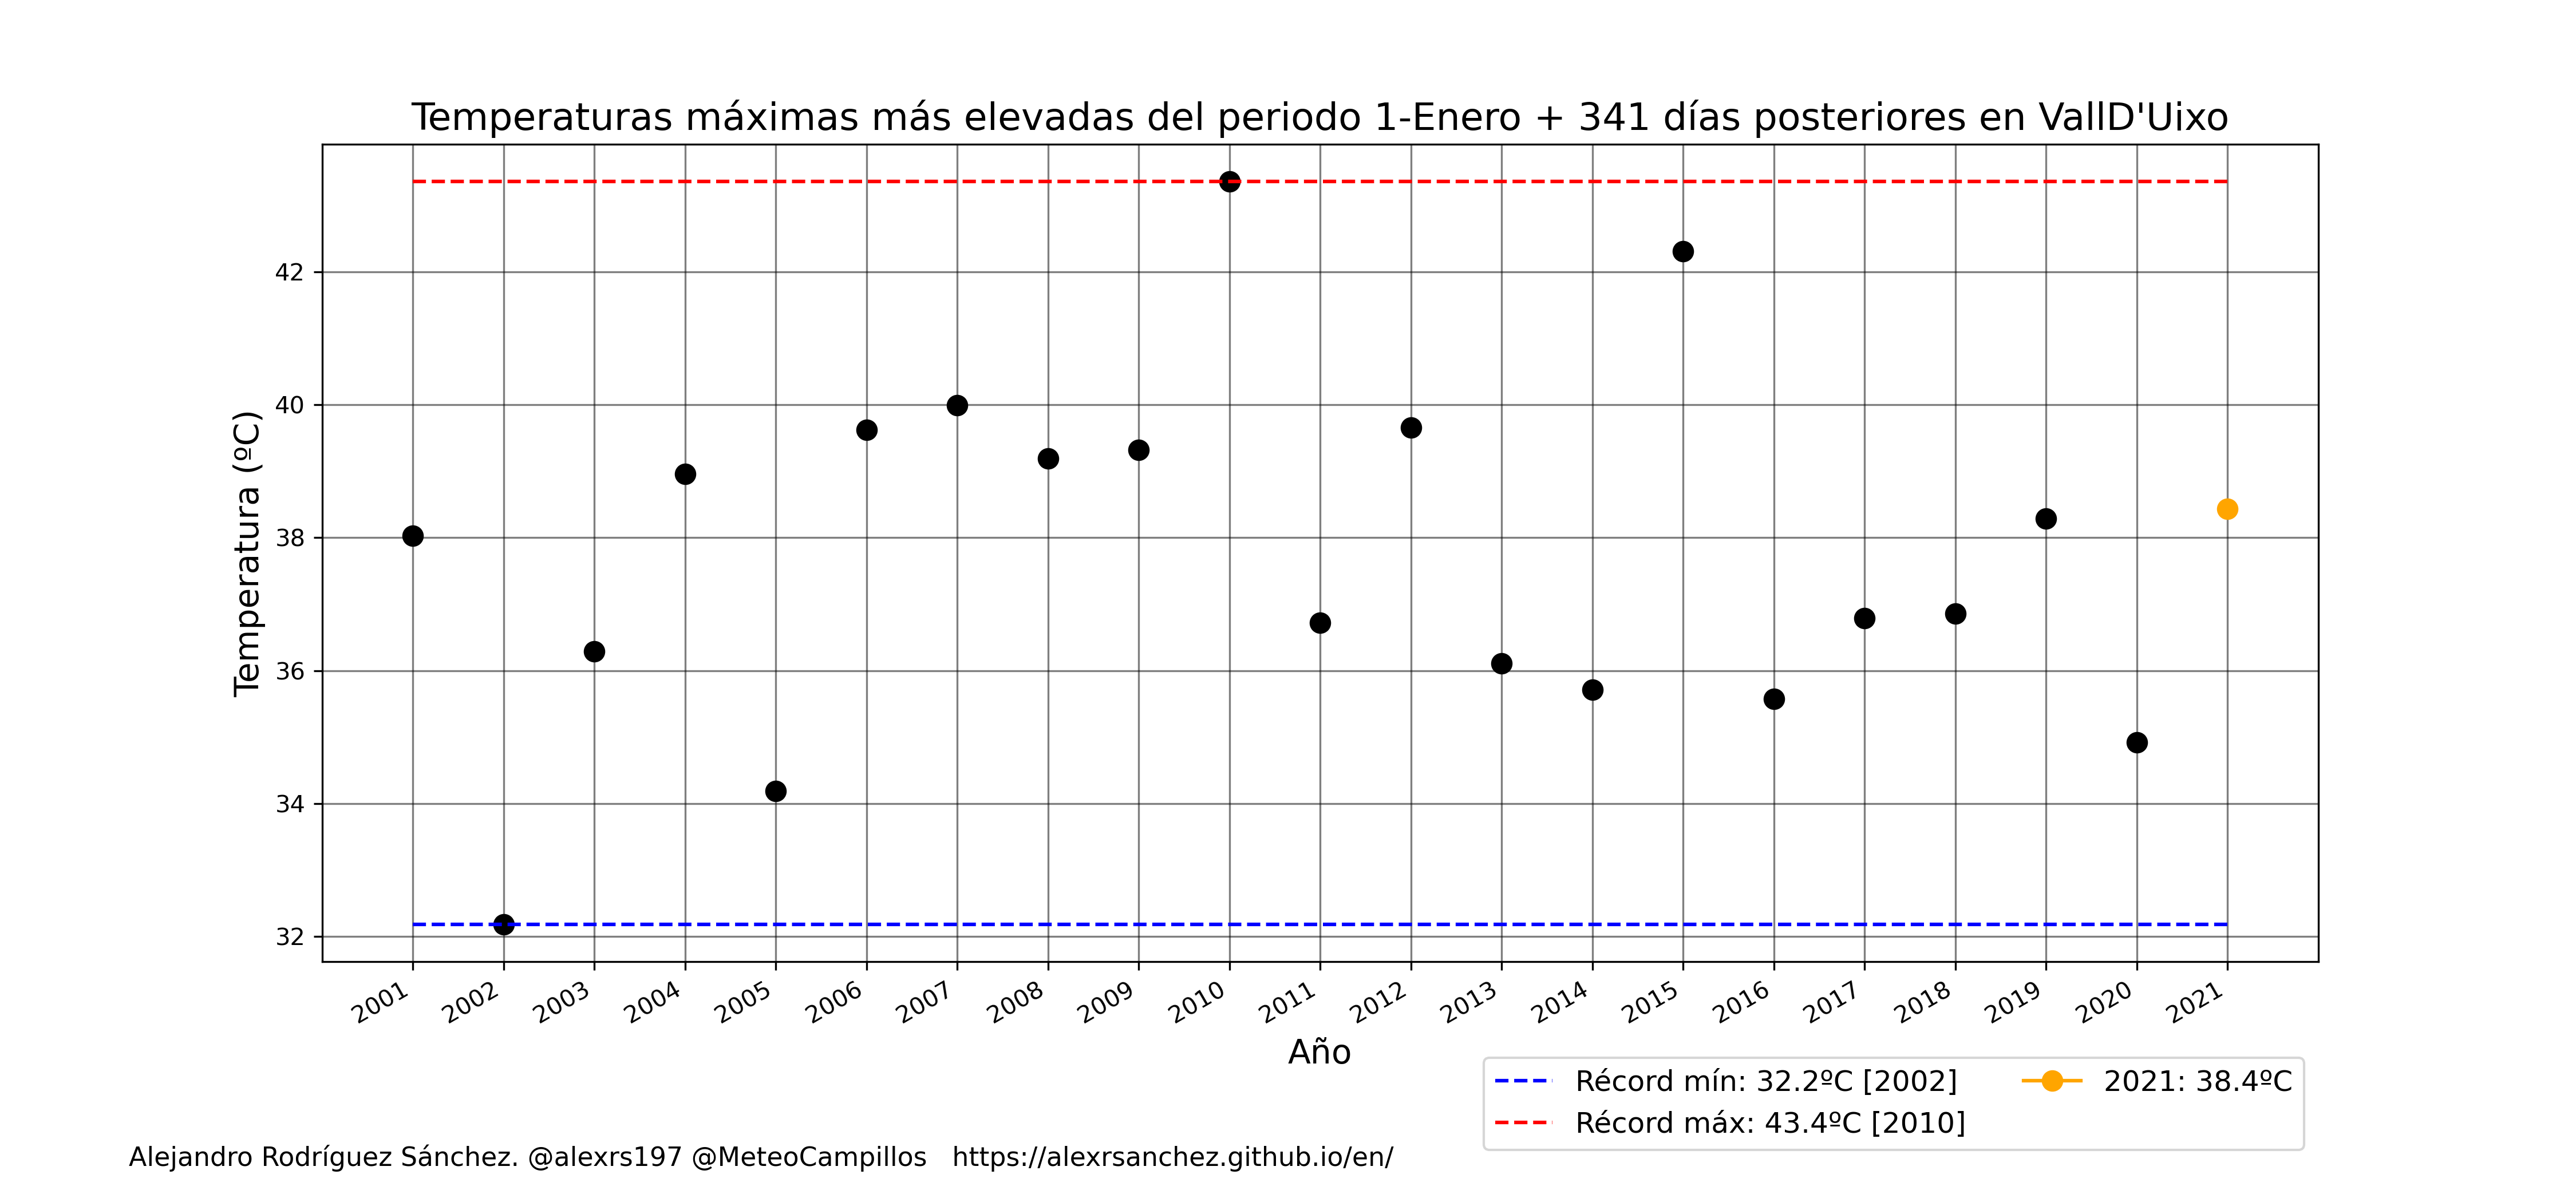 Temperaturas máximas más elevadas del periodo 1-Enero + 341 días posteriores en VallD'Uixo
Temperatura (ºC)
42
40
38
36
34
32
2001 2002 2003 2004 2005 2006 2007 2008 2009 2010 2011 2012 2013 2014 2015 2016 2017 2018 2019 2020 2021
Año
Récord mín: 32.2ºC [2002]
Récord máx: 43.4ºC [2010]
2021: 38.4ºC
Alejandro Rodríguez Sánchez. @alexrs197 @MeteoCampillos https://alexrsanchez.github.io/en/